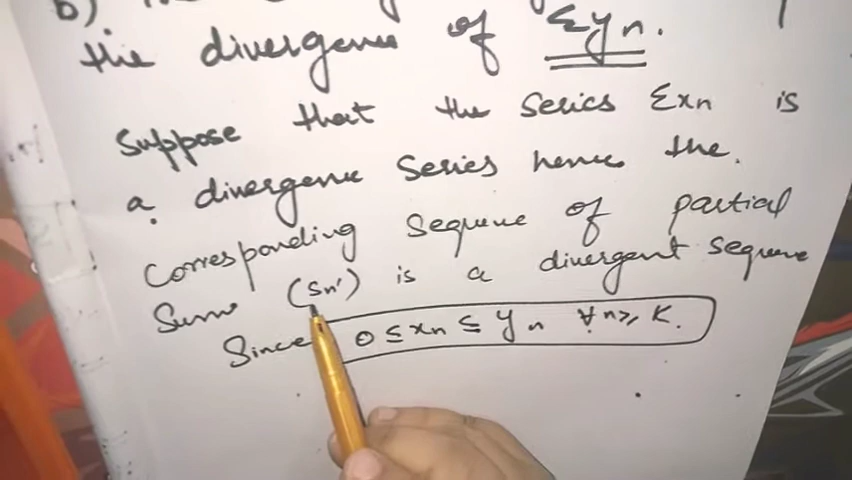 b)
the divergence of Σyn.
Suppose that the Series Σxn is
a divergence Series hence the.
Corresponding Sequence of partial
Sums (Sn') is a divergent Sequence
Since 0 ≤ xn ≤ yn ∀ n ≥ K.